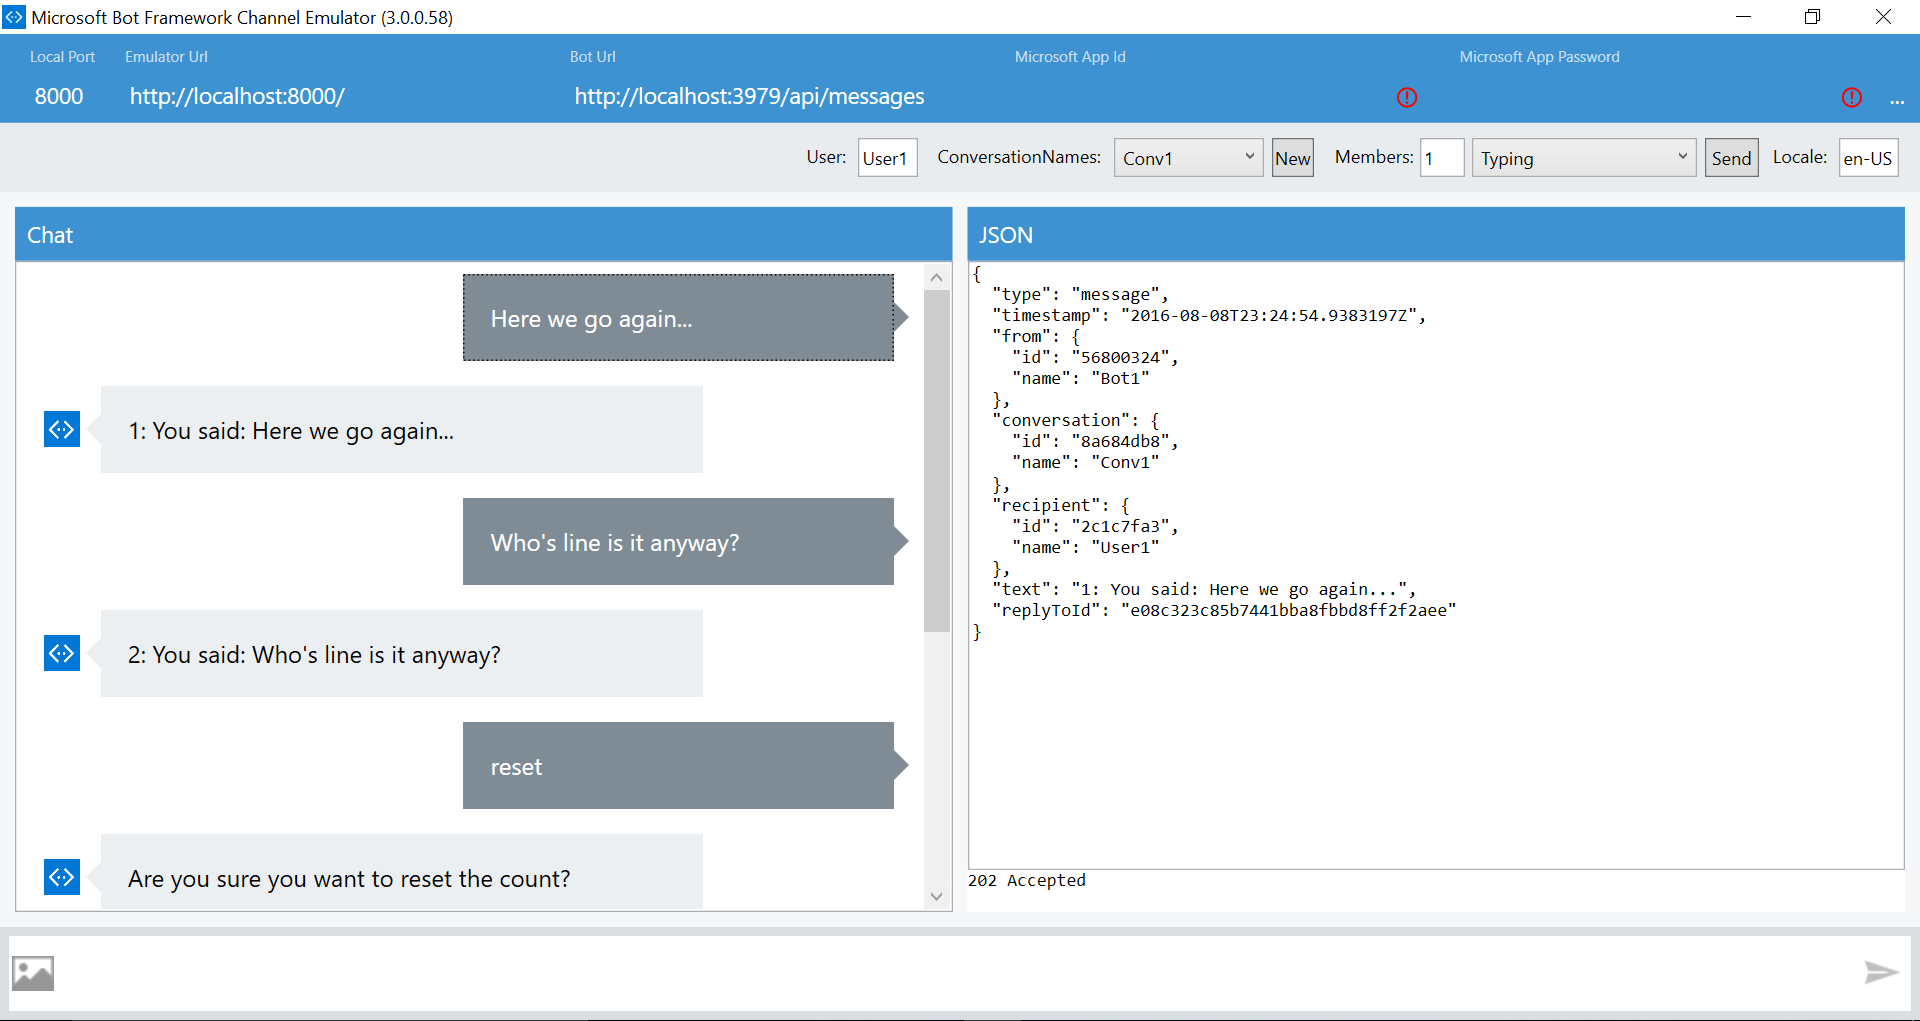 Microsoft Bot Framework Channel Emulator (3.0.0.58)
Local Port Emulator Url Bot Url Microsoft App Id Microsoft App Password
8000 http://localhost:8000/ http://localhost:3979/api/messages ...
User: User1 ConversationNames: Conv1 New Members: 1 Typing Send Locale: en-US
Chat
Here we go again...
1: You said: Here we go again...
Who's line is it anyway?
2: You said: Who's line is it anyway?
reset
Are you sure you want to reset the count?
JSON
{
"type": "message",
"timestamp": "2016-08-08T23:24:54.9383197Z",
"from": {
"id": "56800324",
"name": "Bot1"
},
"conversation": {
"id": "8a684db8",
"name": "Conv1"
},
"recipient": {
"id": "2c1c7fa3",
"name": "User1"
},
"text": "1: You said: Here we go again...",
"replyToId": "e08c323c85b7441bba8fbbd8ff2f2aee"
}
202 Accepted